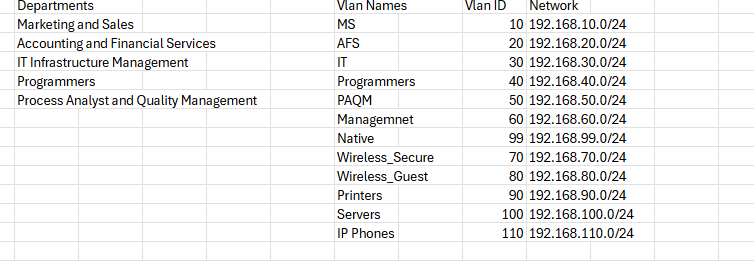 Departments Vlan Names Vlan ID Network
Marketing and Sales MS 10 192.168.10.0/24
Accounting and Financial Services AFS 20 192.168.20.0/24
IT Infrastructure Management IT 30 192.168.30.0/24
Programmers Programmers 40 192.168.40.0/24
Process Analyst and Quality Management PAQM 50 192.168.50.0/24
Managemnet 60 192.168.60.0/24
Native 99 192.168.99.0/24
Wireless_Secure 70 192.168.70.0/24
Wireless_Guest 80 192.168.80.0/24
Printers 90 192.168.90.0/24
Servers 100 192.168.100.0/24
IP Phones 110 192.168.110.0/24